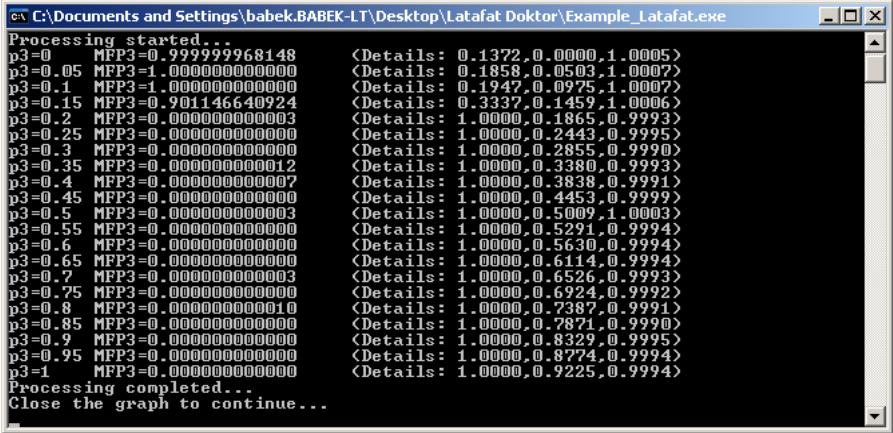 C:\Documents and Settings\babek.BABEK-LT\Desktop\Latafat Doktor\Example_Latafat.exe
Processing started...
p3=0 MFP3=0.999999968148 (Details: 0.1372,0.0000,1.0005)
p3=0.05 MFP3=1.000000000000 (Details: 0.1858,0.0503,1.0007)
p3=0.1 MFP3=1.000000000000 (Details: 0.1947,0.0975,1.0007)
p3=0.15 MFP3=0.901146640924 (Details: 0.3337,0.1459,1.0006)
p3=0.2 MFP3=0.000000000003 (Details: 1.0000,0.1865,0.9993)
p3=0.25 MFP3=0.000000000000 (Details: 1.0000,0.2443,0.9995)
p3=0.3 MFP3=0.000000000000 (Details: 1.0000,0.2855,0.9990)
p3=0.35 MFP3=0.000000000012 (Details: 1.0000,0.3380,0.9993)
p3=0.4 MFP3=0.000000000007 (Details: 1.0000,0.3838,0.9991)
p3=0.45 MFP3=0.000000000000 (Details: 1.0000,0.4453,0.9999)
p3=0.5 MFP3=0.000000000003 (Details: 1.0000,0.5009,1.0003)
p3=0.55 MFP3=0.000000000000 (Details: 1.0000,0.5291,0.9994)
p3=0.6 MFP3=0.000000000000 (Details: 1.0000,0.5630,0.9994)
p3=0.65 MFP3=0.000000000000 (Details: 1.0000,0.6114,0.9994)
p3=0.7 MFP3=0.000000000003 (Details: 1.0000,0.6526,0.9993)
p3=0.75 MFP3=0.000000000000 (Details: 1.0000,0.6924,0.9992)
p3=0.8 MFP3=0.000000000010 (Details: 1.0000,0.7387,0.9991)
p3=0.85 MFP3=0.000000000000 (Details: 1.0000,0.7871,0.9990)
p3=0.9 MFP3=0.000000000000 (Details: 1.0000,0.8329,0.9995)
p3=0.95 MFP3=0.000000000000 (Details: 1.0000,0.8774,0.9994)
p3=1 MFP3=0.000000000000 (Details: 1.0000,0.9225,0.9994)
Processing completed...
Close the graph to continue...